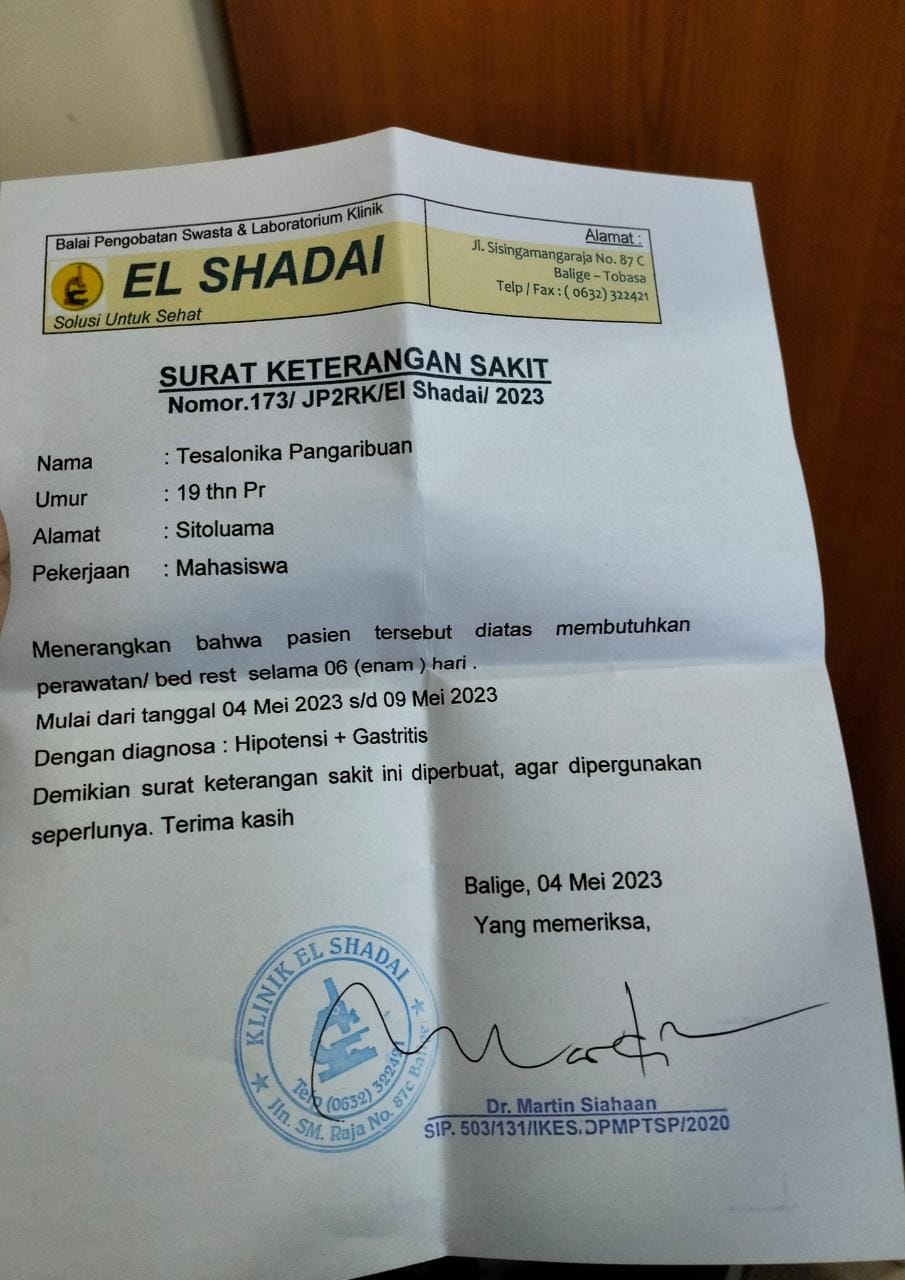 Balai Pengobatan Swasta & Laboratorium Klinik
EL SHADAI
Solusi Untuk Sehat
Alamat :
Jl. Sisingamangaraja No. 87 C
Balige – Tobasa
Telp / Fax : ( 0632) 322421
SURAT KETERANGAN SAKIT
Nomor.173/ JP2RK/El Shadai/ 2023
Nama : Tesalonika Pangaribuan
Umur : 19 thn Pr
Alamat : Sitoluama
Pekerjaan : Mahasiswa
Menerangkan bahwa pasien tersebut diatas membutuhkan
perawatan/ bed rest selama 06 (enam ) hari .
Mulai dari tanggal 04 Mei 2023 s/d 09 Mei 2023
Dengan diagnosa : Hipotensi + Gastritis
Demikian surat keterangan sakit ini diperbuat, agar dipergunakan
seperlunya. Terima kasih
Balige, 04 Mei 2023
Yang memeriksa,
KLINIK EL SHADAI
Telp (0632) 322421
Jln. SM. Raja No. 87c Balige
Dr. Martin Siahaan
SIP. 503/131/IKES.DPMPTSP/2020